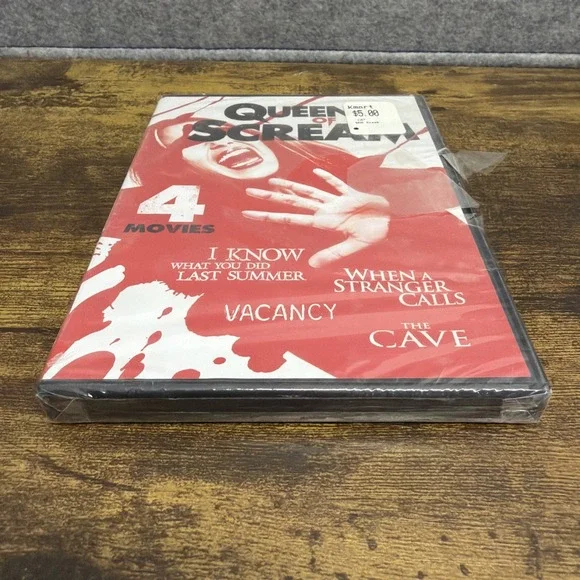 QUEEN
OF
SCREAM
Kmart
$5.00
4
MOVIES
I KNOW
WHAT YOU DID
LAST SUMMER
WHEN A
STRANGER
CALLS
VACANCY
THE
CAVE